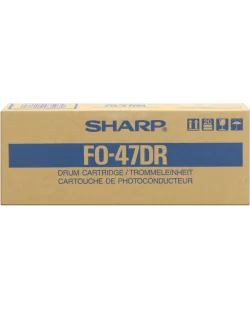 SHARP
FO-47DR
DRUM CARTRIDGE / TROMMELEINHEIT
CARTOUCHE DE PHOTOCONDUCTEUR